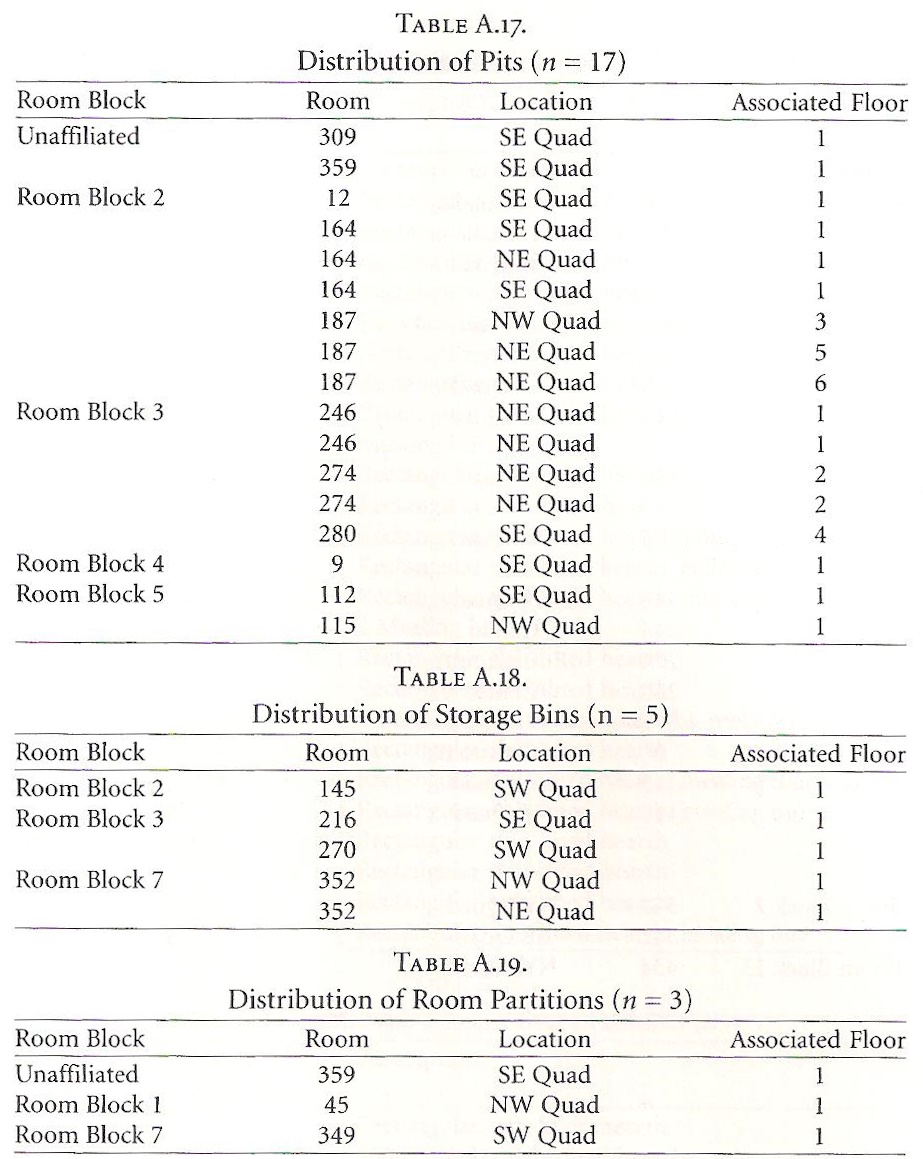 TABLE A.17.
Distribution of Pits (n = 17)
Room Block Room Location Associated Floor
Unaffiliated 309 SE Quad 1
359 SE Quad 1
Room Block 2 12 SE Quad 1
164 SE Quad 1
164 NE Quad 1
164 SE Quad 1
187 NW Quad 3
187 NE Quad 5
187 NE Quad 6
Room Block 3 246 NE Quad 1
246 NE Quad 1
274 NE Quad 2
274 NE Quad 2
280 SE Quad 4
Room Block 4 9 SE Quad 1
Room Block 5 112 SE Quad 1
115 NW Quad 1
TABLE A.18.
Distribution of Storage Bins (n = 5)
Room Block Room Location Associated Floor
Room Block 2 145 SW Quad 1
Room Block 3 216 SE Quad 1
270 SW Quad 1
Room Block 7 352 NW Quad 1
352 NE Quad 1
TABLE A.19.
Distribution of Room Partitions (n = 3)
Room Block Room Location Associated Floor
Unaffiliated 359 SE Quad 1
Room Block 1 45 NW Quad 1
Room Block 7 349 SW Quad 1